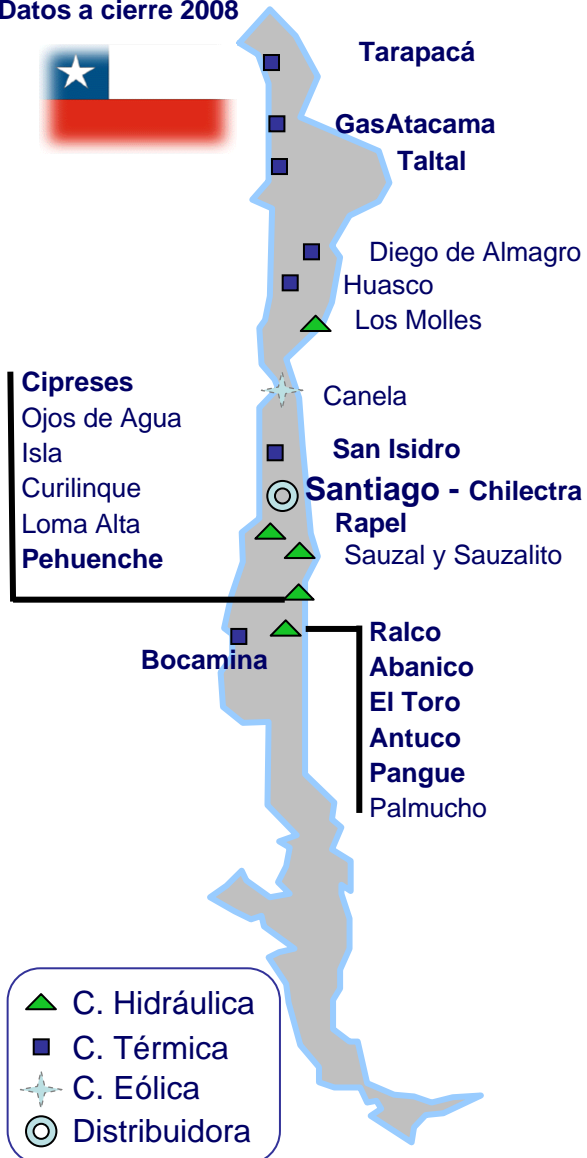 Datos a cierre 2008
Tarapacá
GasAtacama
Taltal
Diego de Almagro
Huasco
Los Molles
Canela
San Isidro
Santiago - Chilectra
Rapel
Sauzal y Sauzalito
Cipreses
Ojos de Agua
Isla
Curilinque
Loma Alta
Pehuenche
Bocamina
Ralco
Abanico
El Toro
Antuco
Pangue
Palmucho
C. Hidráulica
C. Térmica
C. Eólica
Distribuidora